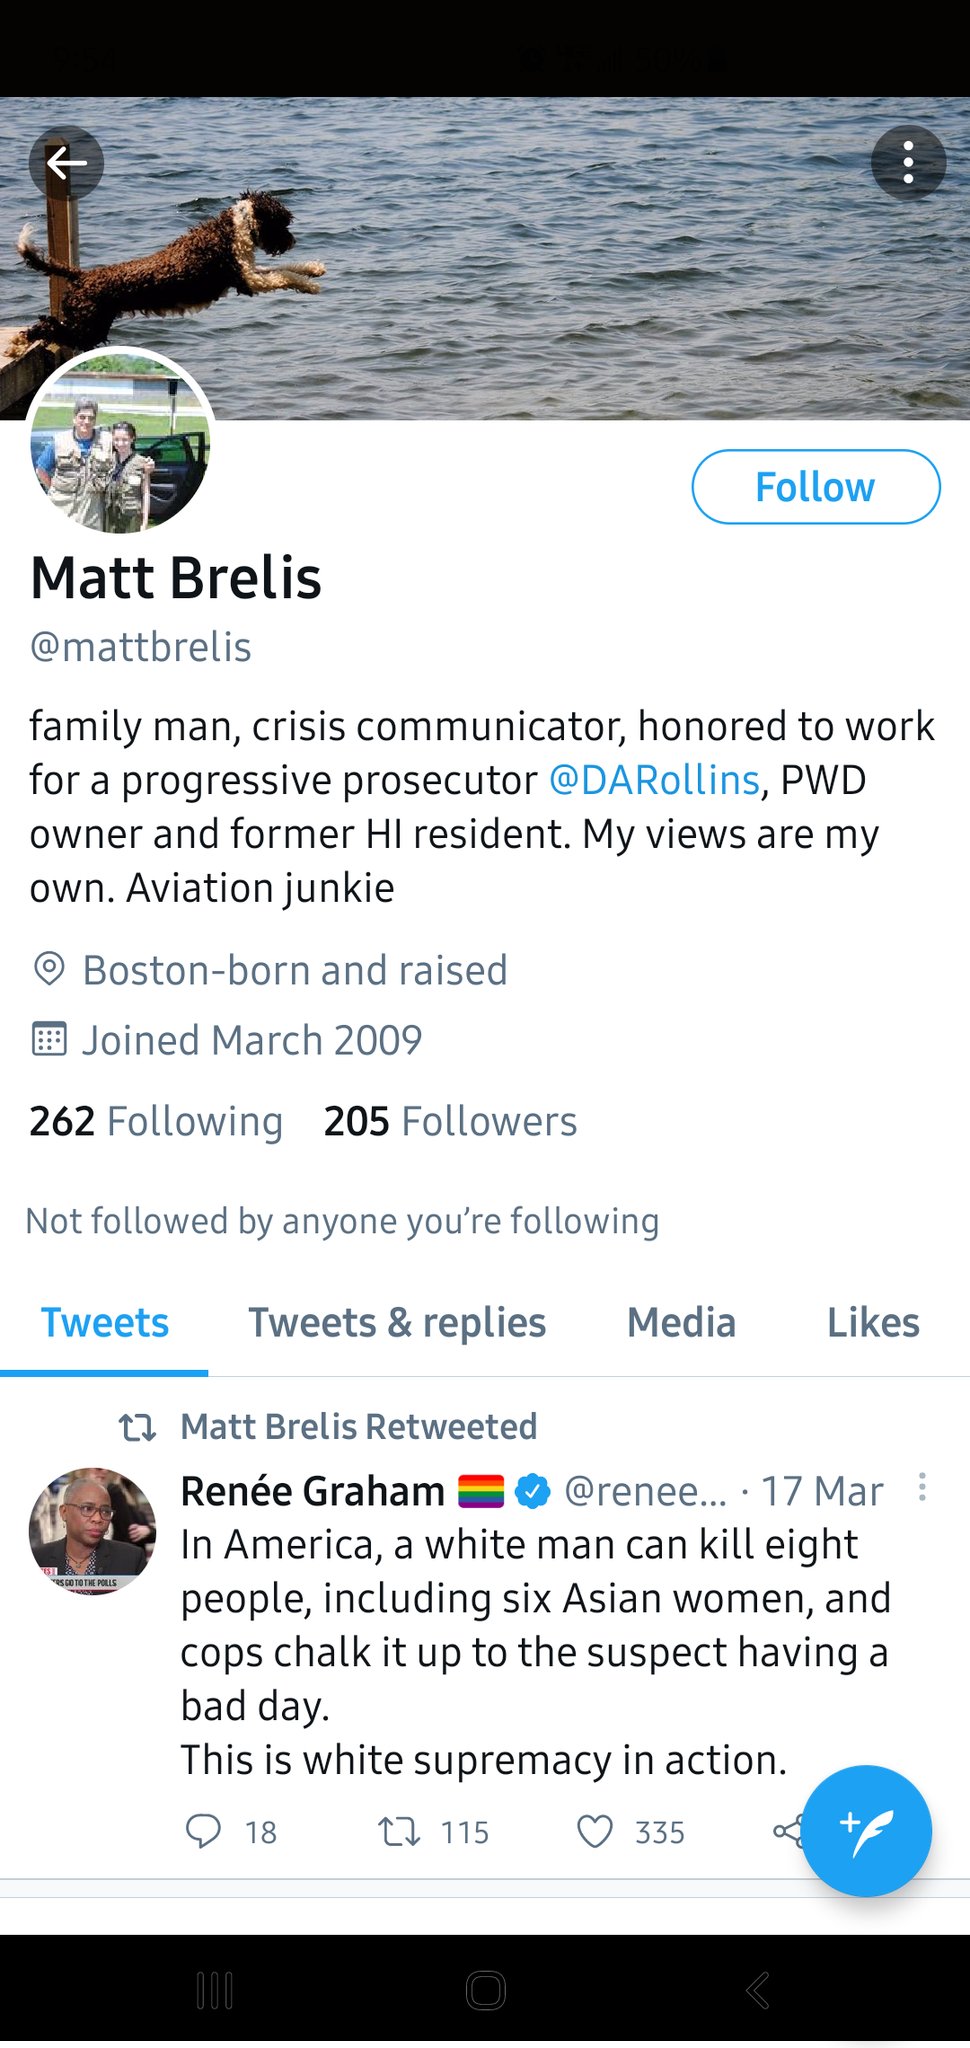 9:54
50%
Follow
Matt Brelis
@mattbrelis
family man, crisis communicator, honored to work
for a progressive prosecutor @DARollins, PWD
owner and former HI resident. My views are my
own. Aviation junkie
Boston-born and raised
Joined March 2009
262 Following 205 Followers
Not followed by anyone you’re following
Tweets Tweets & replies Media Likes
Matt Brelis Retweeted
Renée Graham @renee... · 17 Mar
In America, a white man can kill eight
people, including six Asian women, and
cops chalk it up to the suspect having a
bad day.
This is white supremacy in action.
18 115 335